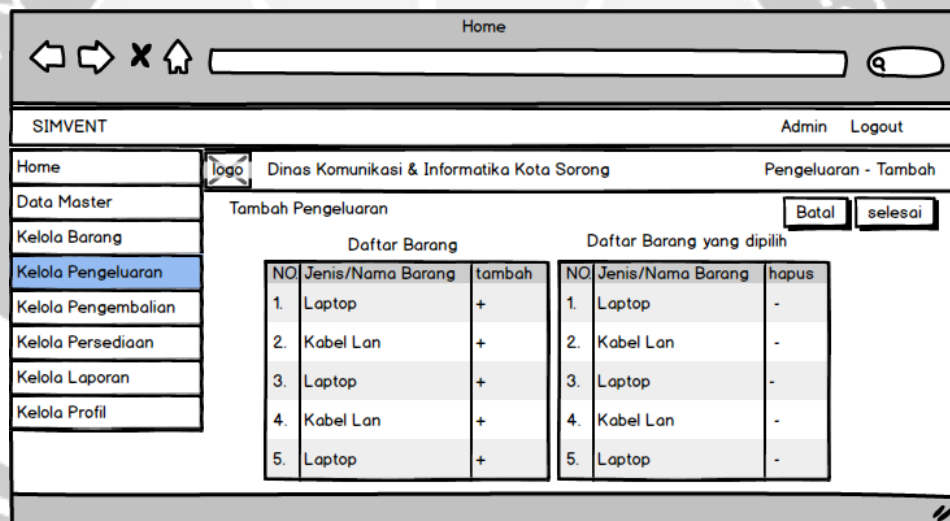 Home
SIMVENT Admin Logout
Home
Data Master
Kelola Barang
Kelola Pengeluaran
Kelola Pengembalian
Kelola Persediaan
Kelola Laporan
Kelola Profil
logo Dinas Komunikasi & Informatika Kota Sorong Pengeluaran - Tambah
Tambah Pengeluaran Batal selesai
Daftar Barang
NO. Jenis/Nama Barang tambah
1. Laptop +
2. Kabel Lan +
3. Laptop +
4. Kabel Lan +
5. Laptop +
Daftar Barang yang dipilih
NO. Jenis/Nama Barang hapus
1. Laptop -
2. Kabel Lan -
3. Laptop -
4. Kabel Lan -
5. Laptop -